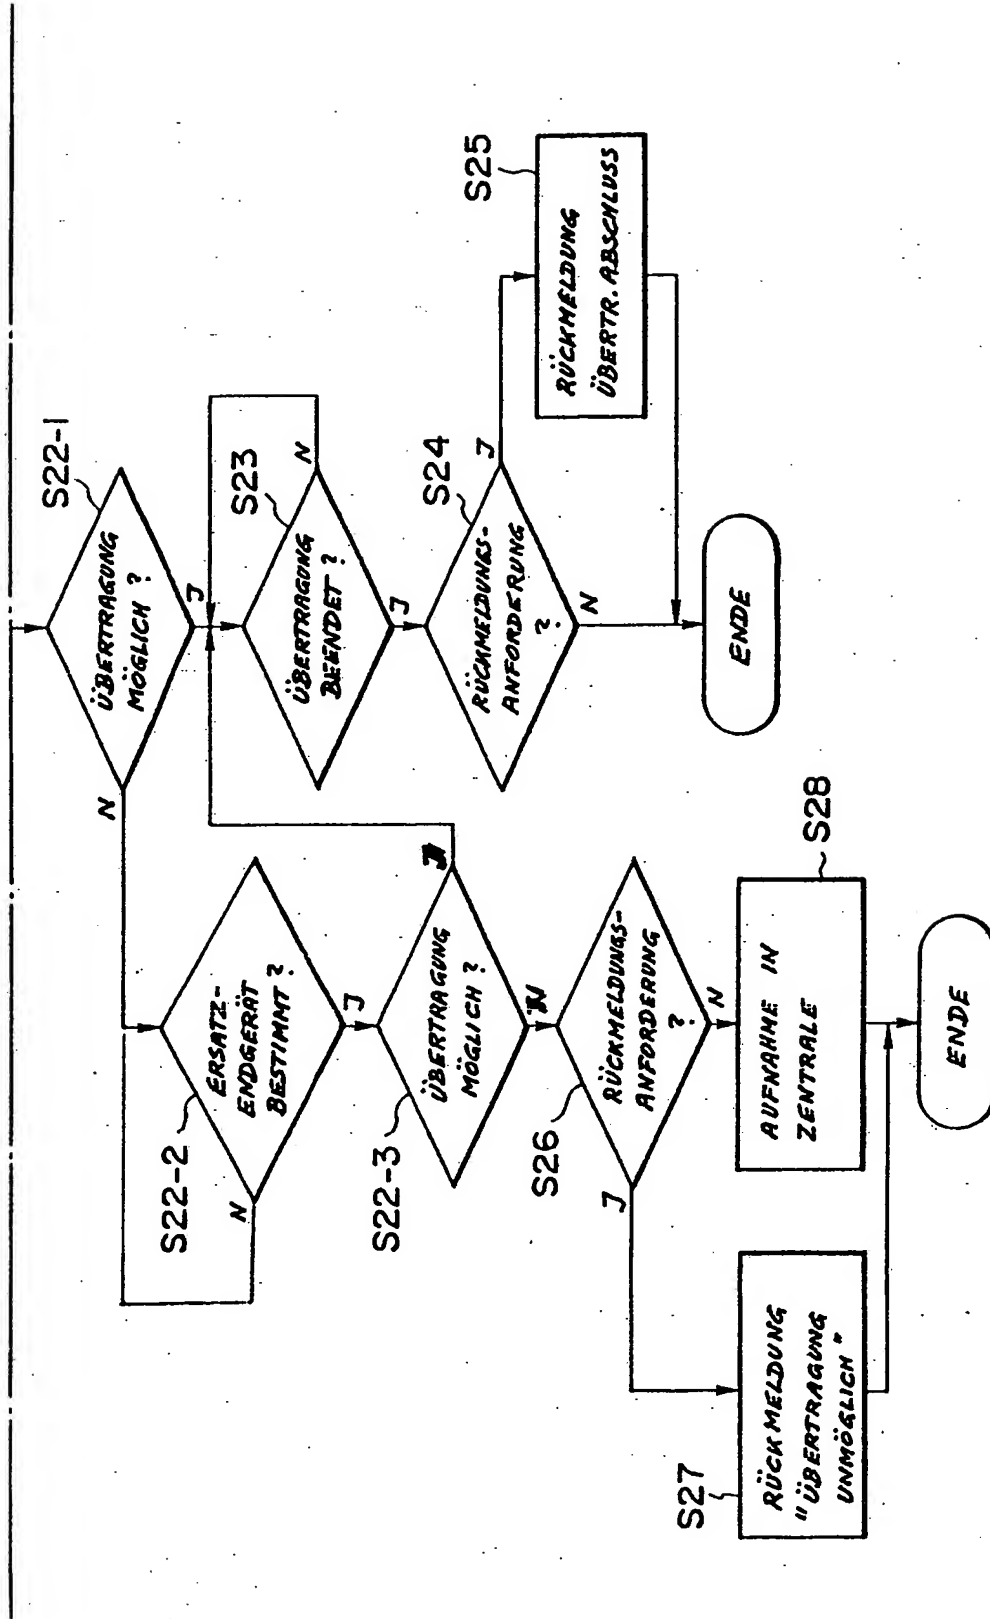 S22-1
ÜBERTRAGUNG
MÖGLICH ?
N
J
S22-2
ERSATZ-
ENDGERÄT
BESTIMMT ?
N
J
S23
ÜBERTRAGUNG
BEENDET ?
N
J
S22-3
ÜBERTRAGUNG
MÖGLICH ?
J
N
S24
RÜCKMELDUNGS-
ANFORDERUNG
?
J
N
S25
RÜCKMELDUNG
ÜBERTR. ABSCHLUSS
S26
RÜCKMELDUNGS-
ANFORDERUNG
?
J
N
ENDE
S27
RÜCKMELDUNG
"ÜBERTRAGUNG
UNMÖGLICH"
S28
AUFNAHME IN
ZENTRALE
ENDE